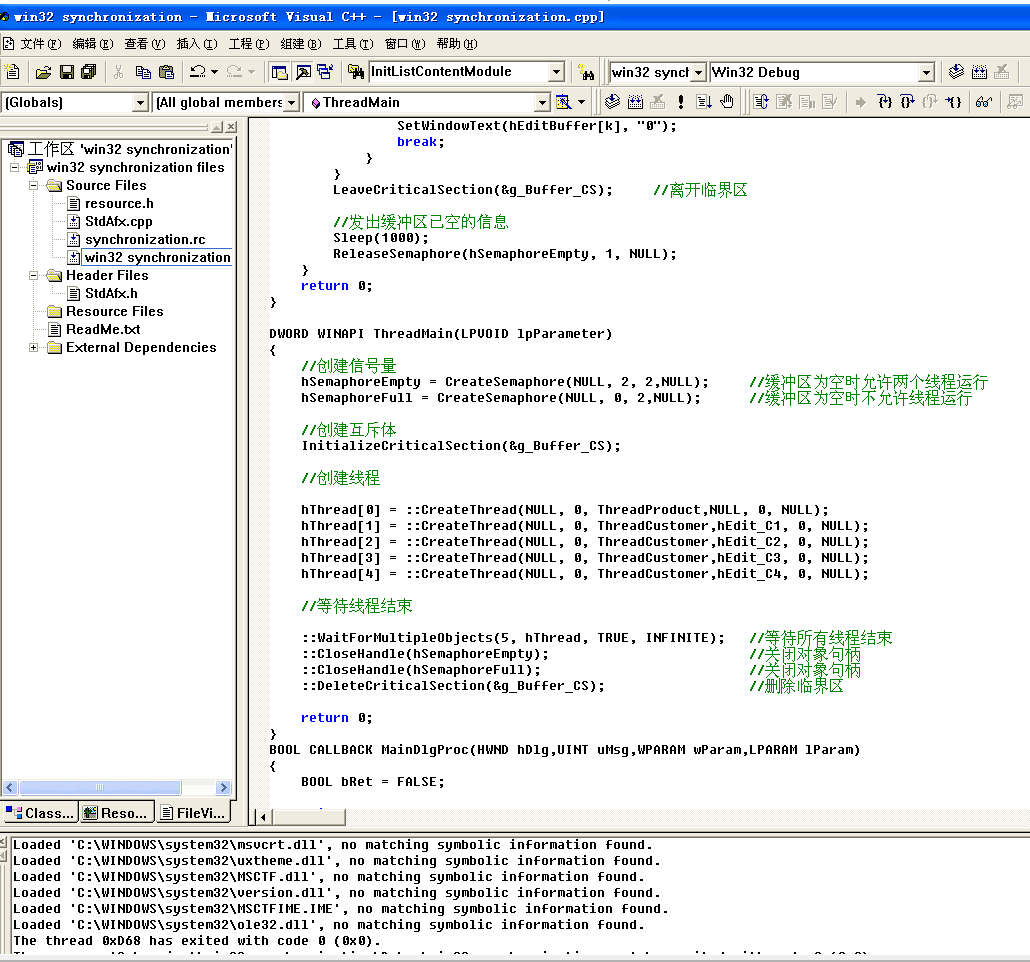 win32 synchronization - Microsoft Visual C++ - [win32 synchronization.cpp]
文件(F) 编辑(E) 查看(V) 插入(I) 工程(P) 组建(B) 工具(T) 窗口(W) 帮助(H)
InitListContentModule
win32 synch
Win32 Debug
(Globals)
(All global members
ThreadMain
工作区 'win32 synchronization'
win32 synchronization files
Source Files
resource.h
StdAfx.cpp
synchronization.rc
win32 synchronization
Header Files
StdAfx.h
Resource Files
ReadMe.txt
External Dependencies
Class...
Reso...
FileVi...
SetWindowText(hEditBuffer[k], "0");
break;
}
}
LeaveCriticalSection(&g_Buffer_CS); //离开临界区
//发出缓冲区已空的信息
Sleep(1000);
ReleaseSemaphore(hSemaphoreEmpty, 1, NULL);
}
return 0;
}
DWORD WINAPI ThreadMain(LPVOID lpParameter)
{
//创建信号量
hSemaphoreEmpty = CreateSemaphore(NULL, 2, 2,NULL); //缓冲区为空时允许两个线程运行
hSemaphoreFull = CreateSemaphore(NULL, 0, 2,NULL); //缓冲区为空时不允许线程运行
//创建互斥体
InitializeCriticalSection(&g_Buffer_CS);
//创建线程
hThread[0] = ::CreateThread(NULL, 0, ThreadProduct,NULL, 0, NULL);
hThread[1] = ::CreateThread(NULL, 0, ThreadCustomer,hEdit_C1, 0, NULL);
hThread[2] = ::CreateThread(NULL, 0, ThreadCustomer,hEdit_C2, 0, NULL);
hThread[3] = ::CreateThread(NULL, 0, ThreadCustomer,hEdit_C3, 0, NULL);
hThread[4] = ::CreateThread(NULL, 0, ThreadCustomer,hEdit_C4, 0, NULL);
//等待线程结束
::WaitForMultipleObjects(5, hThread, TRUE, INFINITE); //等待所有线程结束
::CloseHandle(hSemaphoreEmpty); //关闭对象句柄
::CloseHandle(hSemaphoreFull); //关闭对象句柄
::DeleteCriticalSection(&g_Buffer_CS); //删除临界区
return 0;
}
BOOL CALLBACK MainDlgProc(HWND hDlg,UINT uMsg,WPARAM wParam,LPARAM lParam)
{
BOOL bRet = FALSE;
Loaded 'C:\WINDOWS\system32\msvcrt.dll', no matching symbolic information found.
Loaded 'C:\WINDOWS\system32\uxtheme.dll', no matching symbolic information found.
Loaded 'C:\WINDOWS\system32\MSCTF.dll', no matching symbolic information found.
Loaded 'C:\WINDOWS\system32\version.dll', no matching symbolic information found.
Loaded 'C:\WINDOWS\system32\MSCTFIME.IME', no matching symbolic information found.
Loaded 'C:\WINDOWS\system32\ole32.dll', no matching symbolic information found.
The thread 0xD68 has exited with code 0 (0x0).